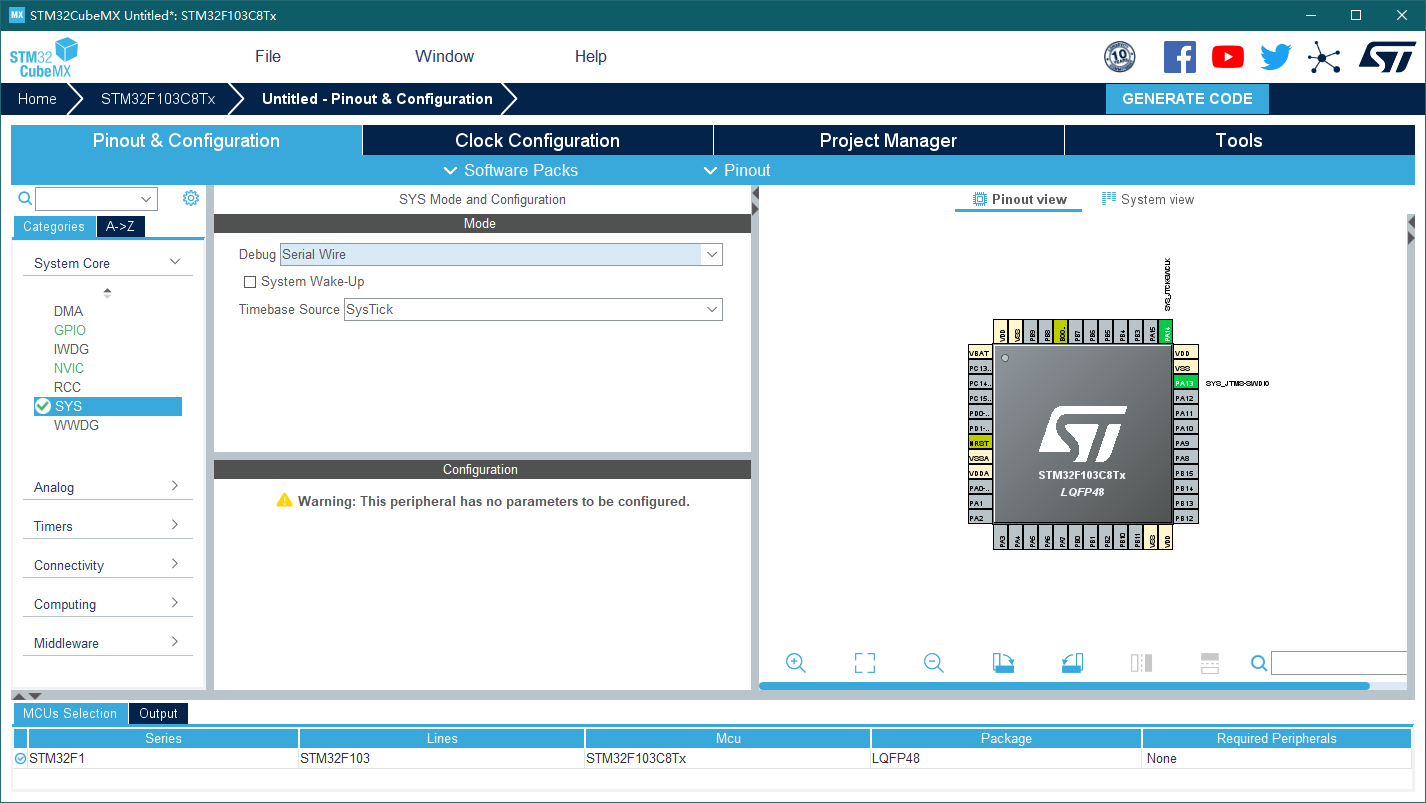 MX STM32CubeMX Untitled*: STM32F103C8Tx
STM32
CubeMX
File Window Help
10
Home STM32F103C8Tx Untitled - Pinout & Configuration GENERATE CODE
Pinout & Configuration Clock Configuration Project Manager Tools
Software Packs Pinout
Categories A->Z
System Core
DMA
GPIO
IWDG
NVIC
RCC
SYS
WWDG
Analog
Timers
Connectivity
Computing
Middleware
SYS Mode and Configuration
Mode
Debug Serial Wire
System Wake-Up
Timebase Source SysTick
Configuration
Warning: This peripheral has no parameters to be configured.
Pinout view System view
SYS_JTCK-SWCLK
VDD VSS PB9 PB8 BOO.. PB7 PB6 PB5 PB4 PB3 PA15 PA14
VBAT
PC13..
PC14..
PC15..
PD0-..
PD1-..
NRST
VSSA
VDDA
PA0-..
PA1
PA2
VDD
VSS
PA13 SYS_JTMS-SWDIO
PA12
PA11
PA10
PA9
PA8
PB15
PB14
PB13
PB12
ST
STM32F103C8Tx
LQFP48
PA3 PA4 PA5 PA6 PA7 PB0 PB1 PB2 PB10 PB11 VSS VDD
MCUs Selection Output
Series Lines Mcu Package Required Peripherals
STM32F1 STM32F103 STM32F103C8Tx LQFP48 None